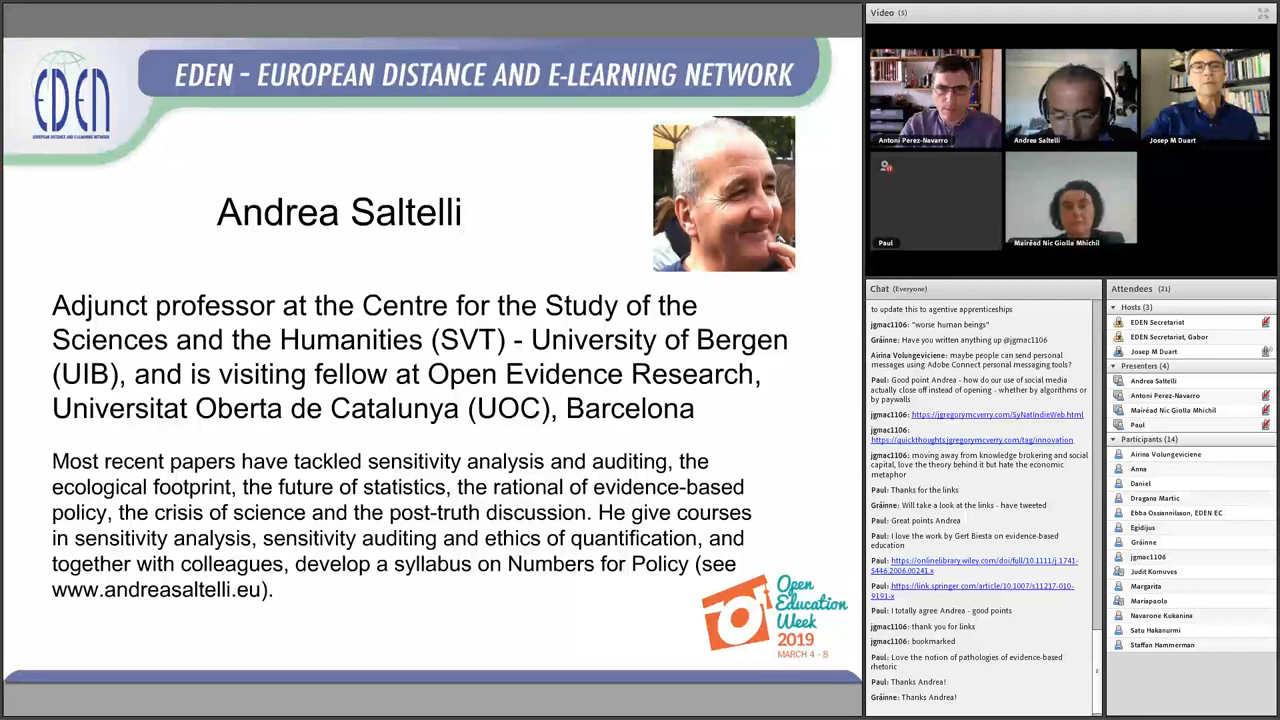 EDEN
EUROPEAN DISTANCE AND E-LEARNING NETWORK
EDEN – EUROPEAN DISTANCE AND E-LEARNING NETWORK
Andrea Saltelli
Adjunct professor at the Centre for the Study of the
Sciences and the Humanities (SVT) - University of Bergen
(UIB), and is visiting fellow at Open Evidence Research,
Universitat Oberta de Catalunya (UOC), Barcelona
Most recent papers have tackled sensitivity analysis and auditing, the
ecological footprint, the future of statistics, the rational of evidence-based
policy, the crisis of science and the post-truth discussion. He give courses
in sensitivity analysis, sensitivity auditing and ethics of quantification, and
together with colleagues, develop a syllabus on Numbers for Policy (see
www.andreasaltelli.eu).
Open
Education
Week
2019
MARCH 4 - 8
Video (5)
Antoni Perez-Navarro
Andrea Saltelli
Josep M Duart
Paul
Mairéad Nic Giolla Mhichíl
Chat (Everyone)
to update this to agentive apprenticeships
jgmac1106: "worse human beings"
Gráinne: Have you written anything up @jgmac1106
Airina Volungeviciene: maybe people can send personal
messages using Adobe Connect personal messaging tools?
Paul: Good point Andrea - how do our use of social media
actually close off instead of opening - whether by algorithms or
by paywalls
jgmac1106: https://jgregorymcverry.com/SyNatIndieWeb.html
jgmac1106:
https://quickthoughts.jgregorymcverry.com/tag/innovation
jgmac1106: moving away from knowledge brokering and social
capital, love the theory behind it but hate the economic
metaphor
Paul: Thanks for the links
Gráinne: Will take a look at the links - have tweeted
Paul: Great points Andrea
Paul: I love the work by Gert Biesta on evidence-based
education
Paul: https://onlinelibrary.wiley.com/doi/full/10.1111/j.1741-
5446.2006.00241.x
Paul: https://link.springer.com/article/10.1007/s11217-010-
9191-x
Paul: I totally agree Andrea - good points
jgmac1106: thank you for links
jgmac1106: bookmarked
Paul: Love the notion of pathologies of evidence-based
rhetoric
Paul: Thanks Andrea!
Gráinne: Thanks Andrea!
Attendees (21)
Hosts (3)
EDEN Secretariat
EDEN Secretariat, Gabor
Josep M Duart
Presenters (4)
Andrea Saltelli
Antoni Perez-Navarro
Mairéad Nic Giolla Mhichíl
Paul
Participants (14)
Airina Volungeviciene
Anna
Daniel
Dragana Martic
Ebba Ossiannilsson, EDEN EC
Egidijus
Gráinne
jgmac1106
Judit Komuves
Margarita
Mariapaola
Navarone Kukanina
Satu Hakanurmi
Staffan Hammerman